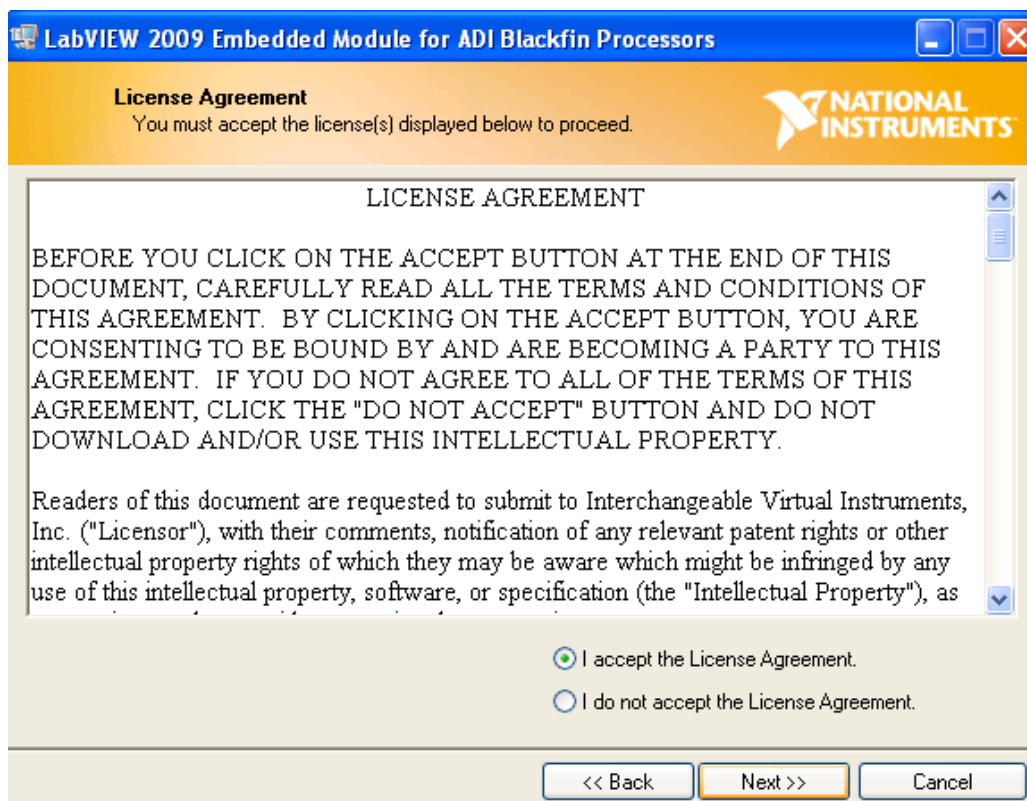 LabVIEW 2009 Embedded Module for ADI Blackfin Processors
License Agreement
You must accept the license(s) displayed below to proceed.
NATIONAL
INSTRUMENTS
LICENSE AGREEMENT
BEFORE YOU CLICK ON THE ACCEPT BUTTON AT THE END OF THIS
DOCUMENT, CAREFULLY READ ALL THE TERMS AND CONDITIONS OF
THIS AGREEMENT.  BY CLICKING ON THE ACCEPT BUTTON, YOU ARE
CONSENTING TO BE BOUND BY AND ARE BECOMING A PARTY TO THIS
AGREEMENT.  IF YOU DO NOT AGREE TO ALL OF THE TERMS OF THIS
AGREEMENT, CLICK THE "DO NOT ACCEPT" BUTTON AND DO NOT
DOWNLOAD AND/OR USE THIS INTELLECTUAL PROPERTY.
Readers of this document are requested to submit to Interchangeable Virtual Instruments,
Inc. ("Licensor"), with their comments, notification of any relevant patent rights or other
intellectual property rights of which they may be aware which might be infringed by any
use of this intellectual property, software, or specification (the "Intellectual Property"), as
I accept the License Agreement.
I do not accept the License Agreement.
<< Back
Next >>
Cancel